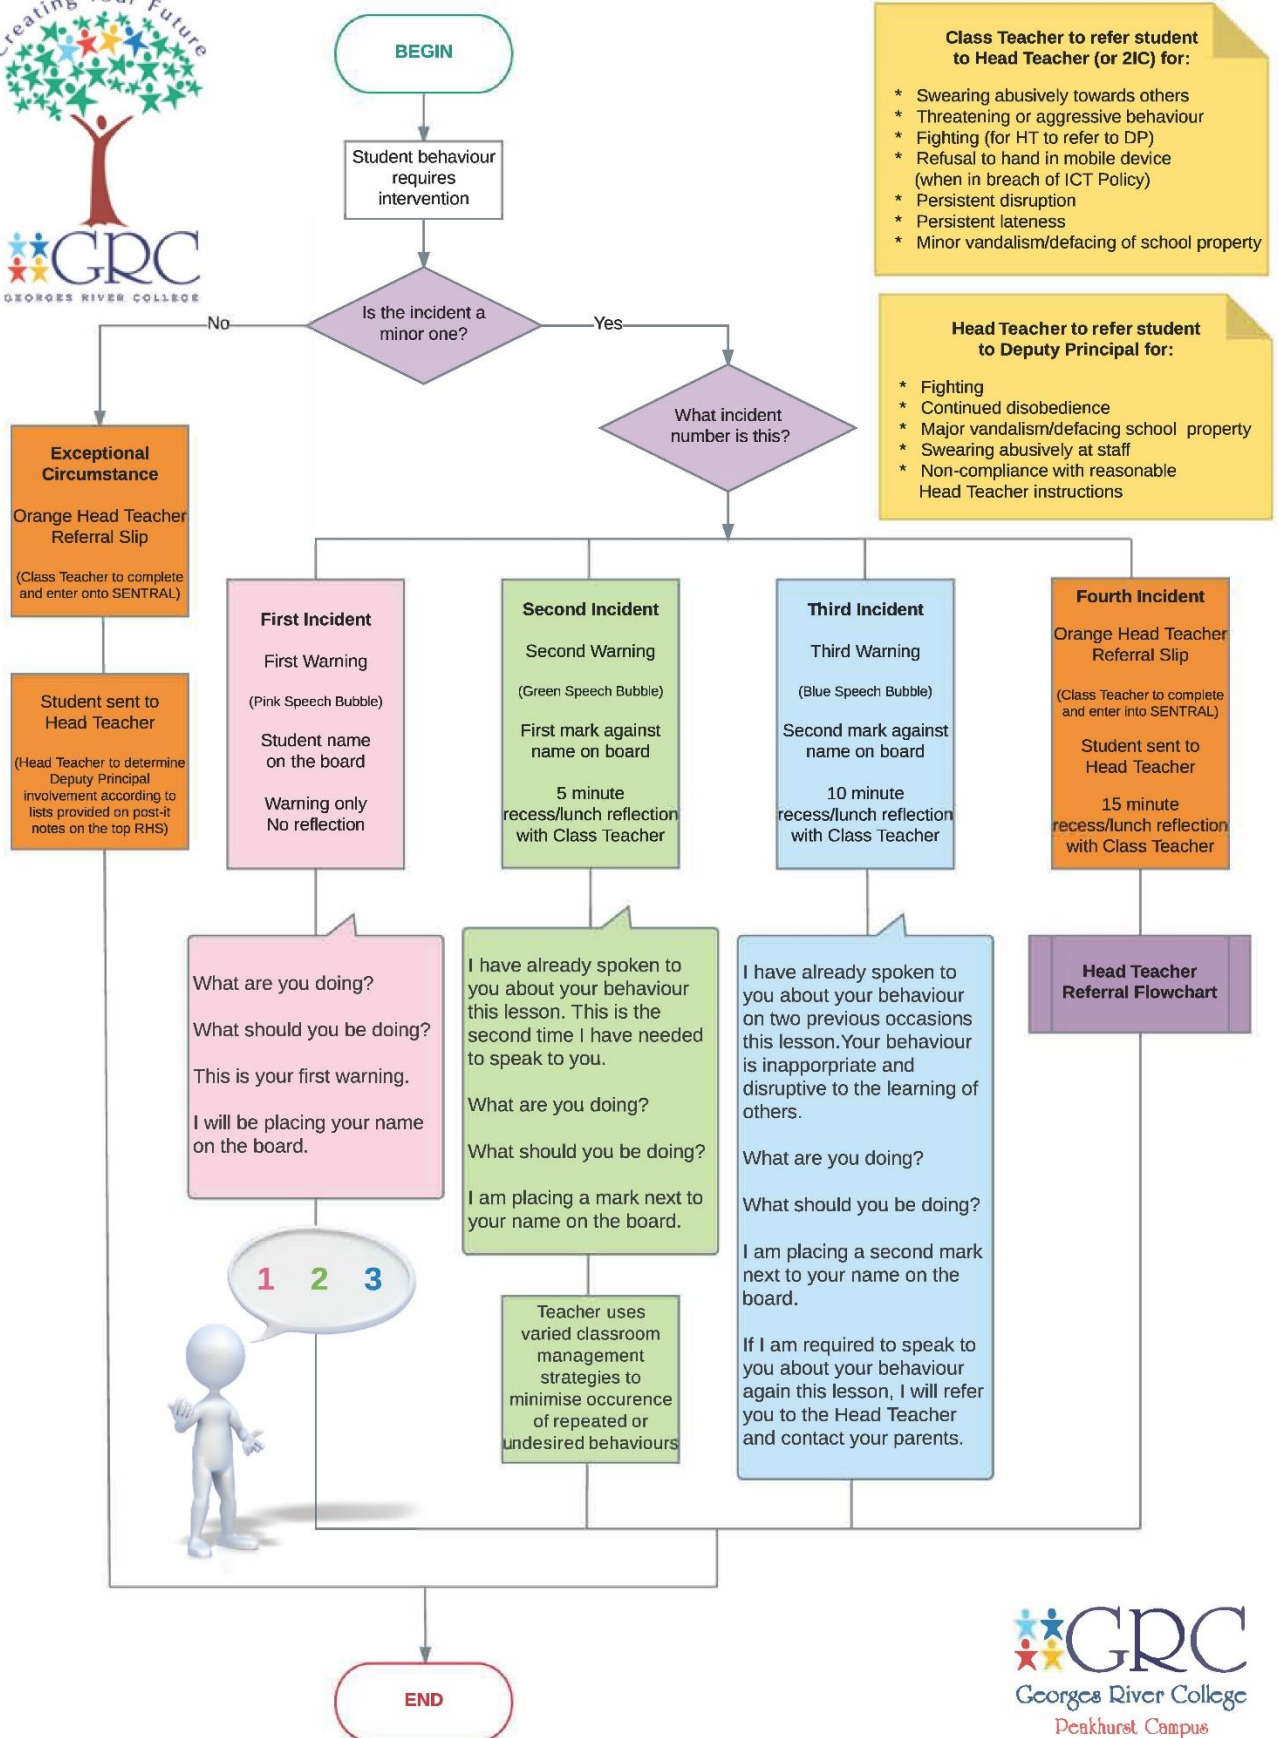 Creating Your Future
GRC
GEORGES RIVER COLLEGE
BEGIN
Student behaviour
requires
intervention
Is the incident a
minor one?
No
Yes
What incident
number is this?
Class Teacher to refer student
to Head Teacher (or 2IC) for:
* Swearing abusively towards others
* Threatening or aggressive behaviour
* Fighting (for HT to refer to DP)
* Refusal to hand in mobile device
(when in breach of ICT Policy)
* Persistent disruption
* Persistent lateness
* Minor vandalism/defacing of school property
Head Teacher to refer student
to Deputy Principal for:
* Fighting
* Continued disobedience
* Major vandalism/defacing school property
* Swearing abusively at staff
* Non-compliance with reasonable
Head Teacher instructions
Exceptional
Circumstance
Orange Head Teacher
Referral Slip
(Class Teacher to complete
and enter onto SENTRAL)
Student sent to
Head Teacher
(Head Teacher to determine
Deputy Principal
involvement according to
lists provided on post-it
notes on the top RHS)
First Incident
First Warning
(Pink Speech Bubble)
Student name
on the board
Warning only
No reflection
Second Incident
Second Warning
(Green Speech Bubble)
First mark against
name on board
5 minute
recess/lunch reflection
with Class Teacher
Third Incident
Third Warning
(Blue Speech Bubble)
Second mark against
name on board
10 minute
recess/lunch reflection
with Class Teacher
Fourth Incident
Orange Head Teacher
Referral Slip
(Class Teacher to complete
and enter into SENTRAL)
Student sent to
Head Teacher
15 minute
recess/lunch reflection
with Class Teacher
What are you doing?
What should you be doing?
This is your first warning.
I will be placing your name
on the board.
1 2 3
I have already spoken to
you about your behaviour
this lesson. This is the
second time I have needed
to speak to you.
What are you doing?
What should you be doing?
I am placing a mark next to
your name on the board.
Teacher uses
varied classroom
management
strategies to
minimise occurence
of repeated or
undesired behaviours
I have already spoken to
you about your behaviour
on two previous occasions
this lesson.Your behaviour
is inapporpriate and
disruptive to the learning of
others.
What are you doing?
What should you be doing?
I am placing a second mark
next to your name on the
board.
If I am required to speak to
you about your behaviour
again this lesson, I will refer
you to the Head Teacher
and contact your parents.
Head Teacher
Referral Flowchart
END
GRC
Georges River College
Peakhurst Campus